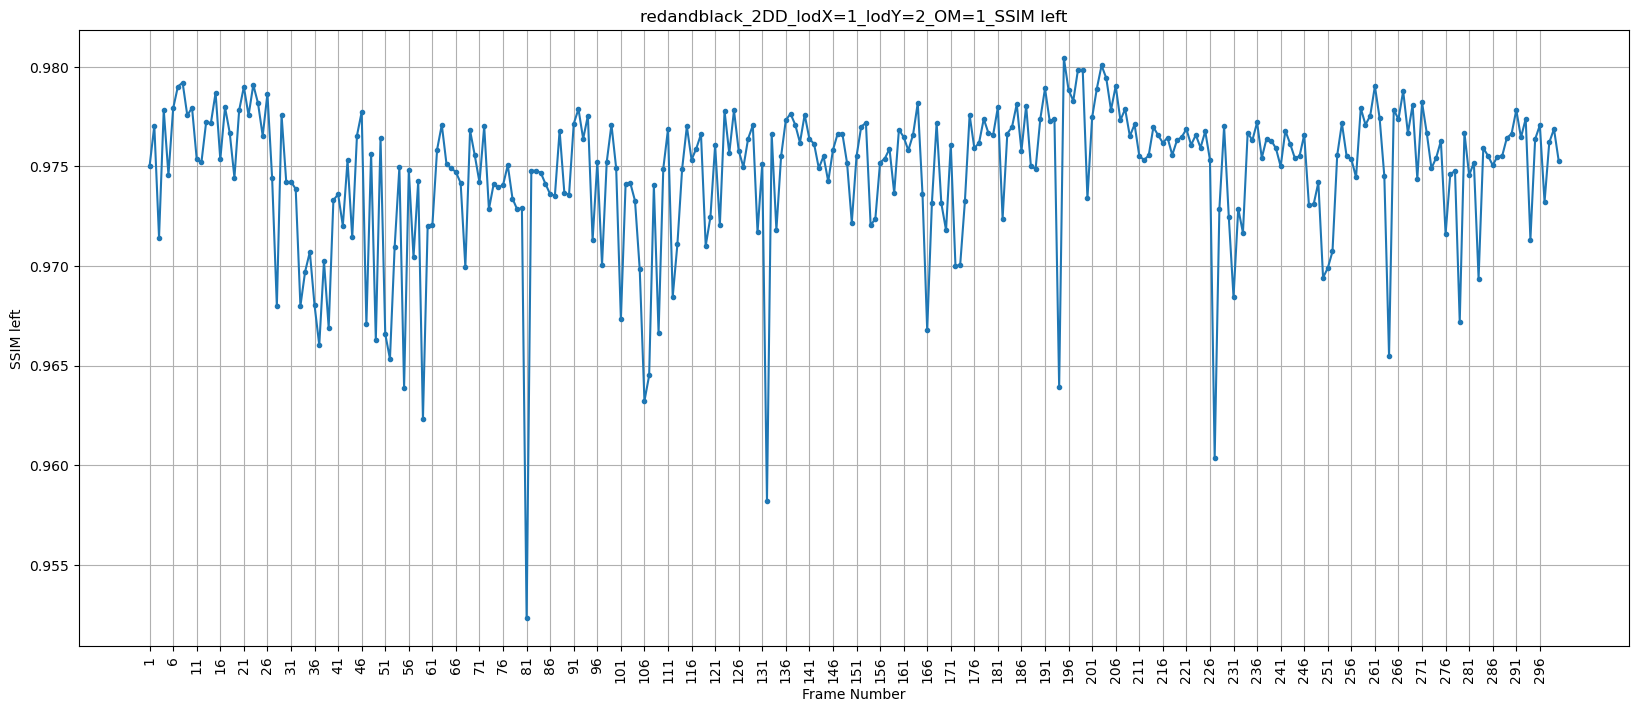 redandblack_2DD_lodX=1_lodY=2_OM=1_SSIM left
0.980
0.975
0.970
0.965
0.960
0.955
SSIM left
1 6 11 16 21 26 31 36 41 46 51 56 61 66 71 76 81 86 91 96 101 106 111 116 121 126 131 136 141 146 151 156 161 166 171 176 181 186 191 196 201 206 211 216 221 226 231 236 241 246 251 256 261 266 271 276 281 286 291 296
Frame Number